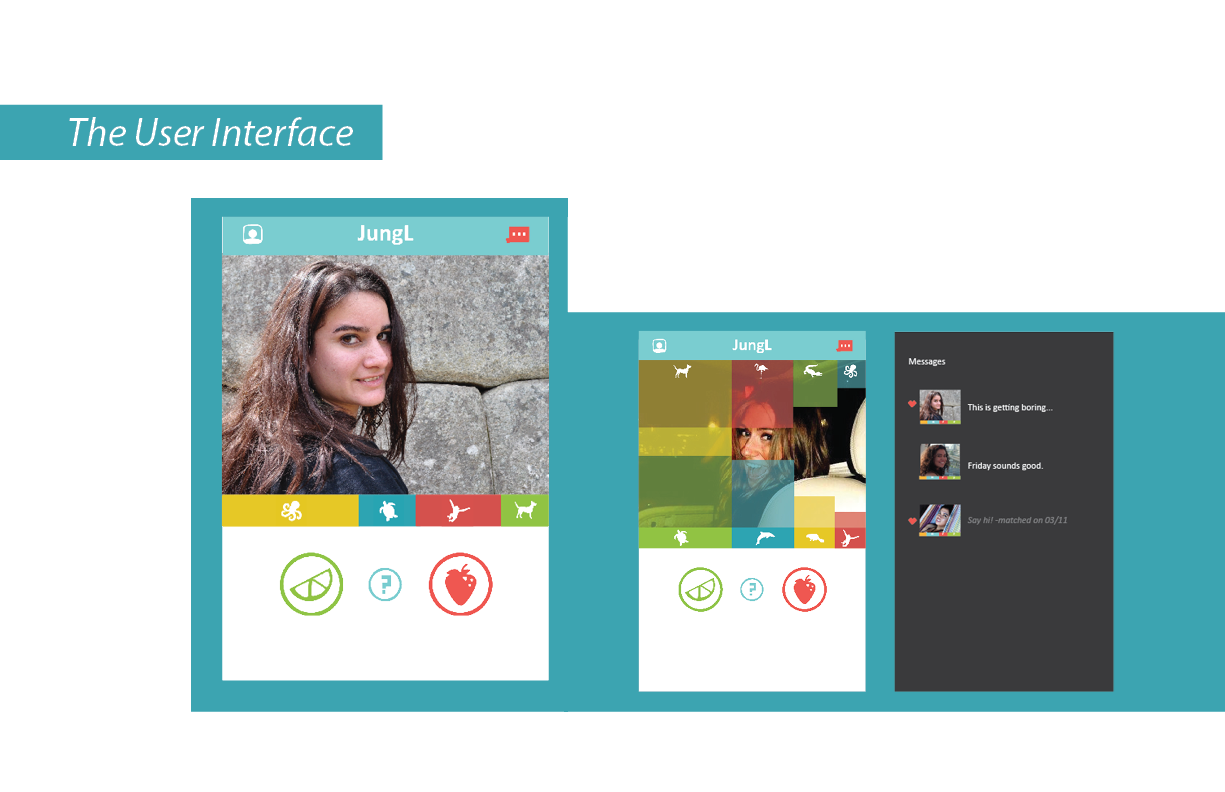 The User Interface
JungL
?
JungL
?
Messages
This is getting boring...
Friday sounds good.
Say hi! -matched on 03/11